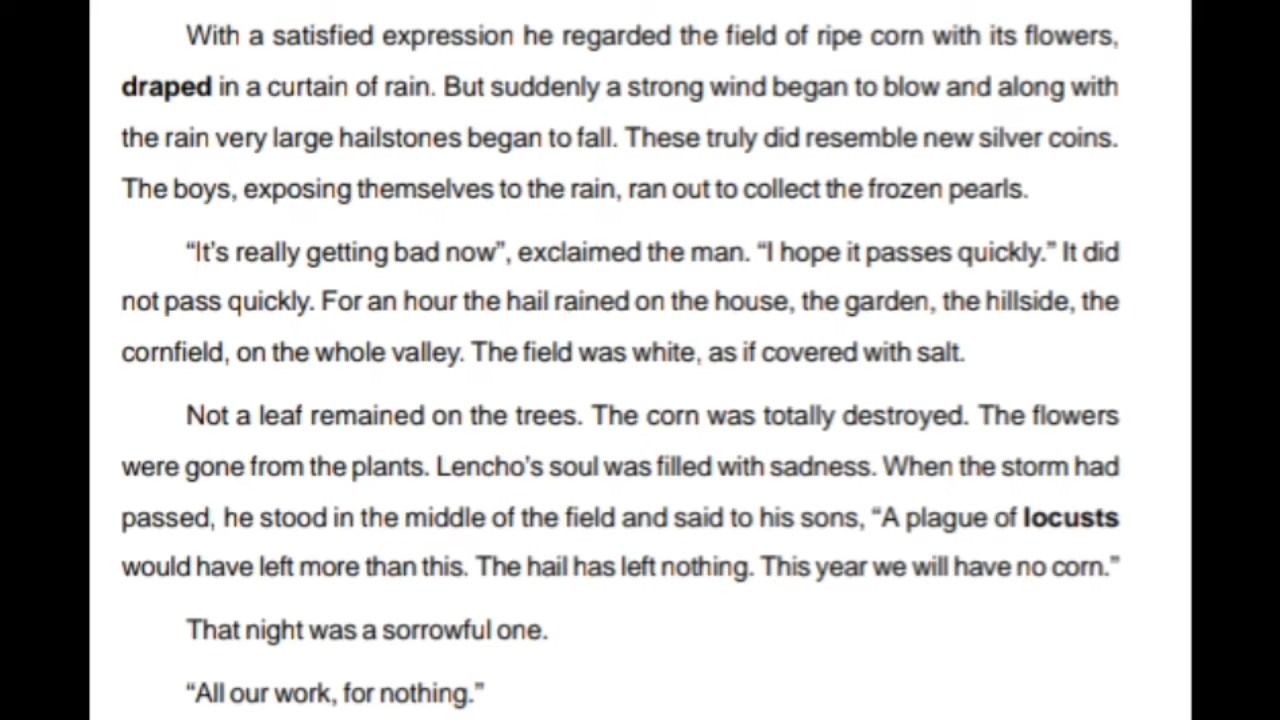 With a satisfied expression he regarded the field of ripe corn with its flowers,
draped in a curtain of rain. But suddenly a strong wind began to blow and along with
the rain very large hailstones began to fall. These truly did resemble new silver coins.
The boys, exposing themselves to the rain, ran out to collect the frozen pearls.
“It’s really getting bad now”, exclaimed the man. “I hope it passes quickly.” It did
not pass quickly. For an hour the hail rained on the house, the garden, the hillside, the
cornfield, on the whole valley. The field was white, as if covered with salt.
Not a leaf remained on the trees. The corn was totally destroyed. The flowers
were gone from the plants. Lencho’s soul was filled with sadness. When the storm had
passed, he stood in the middle of the field and said to his sons, “A plague of locusts
would have left more than this. The hail has left nothing. This year we will have no corn.”
That night was a sorrowful one.
“All our work, for nothing.”